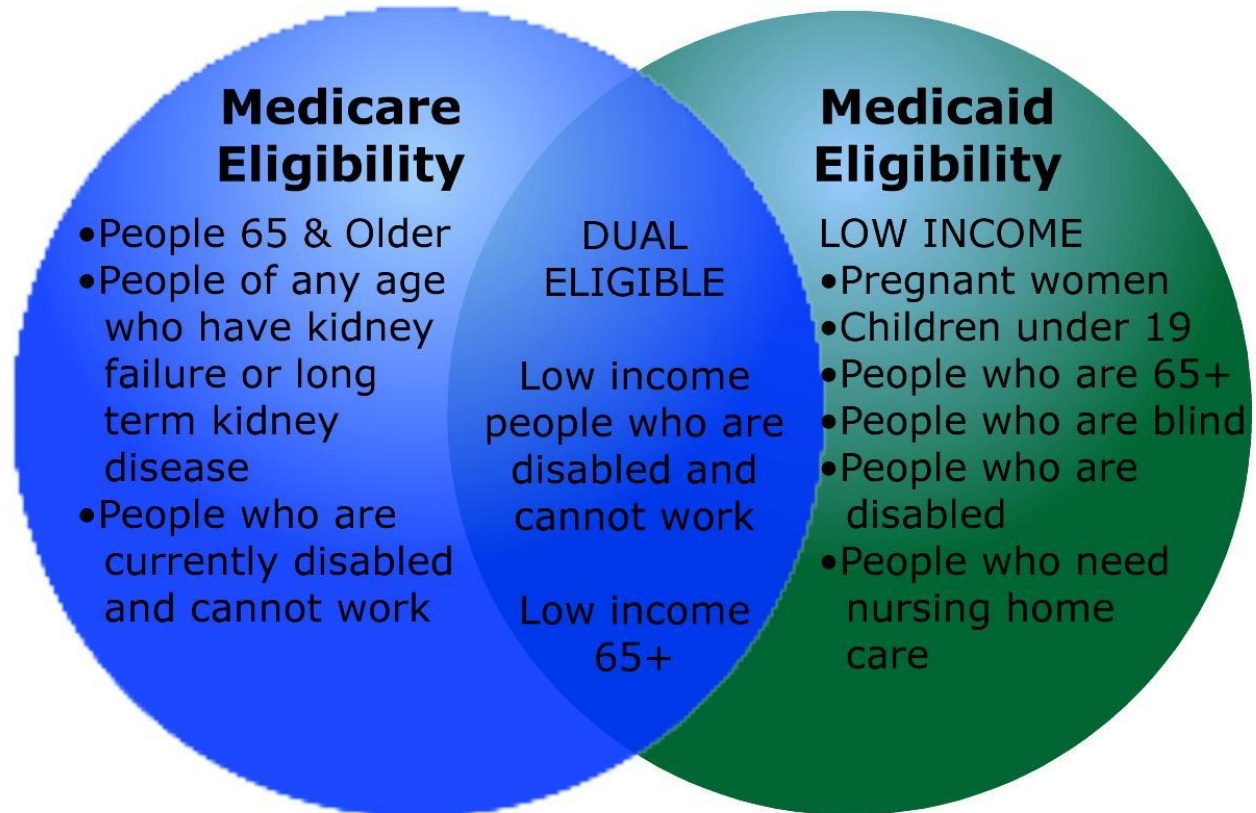 Medicare
Eligibility
•People 65 & Older
•People of any age
who have kidney
failure or long
term kidney
disease
•People who are
currently disabled
and cannot work
DUAL
ELIGIBLE
Low income
people who are
disabled and
cannot work
Low income
65+
Medicaid
Eligibility
LOW INCOME
•Pregnant women
•Children under 19
•People who are 65+
•People who are blind
•People who are
disabled
•People who need
nursing home
care